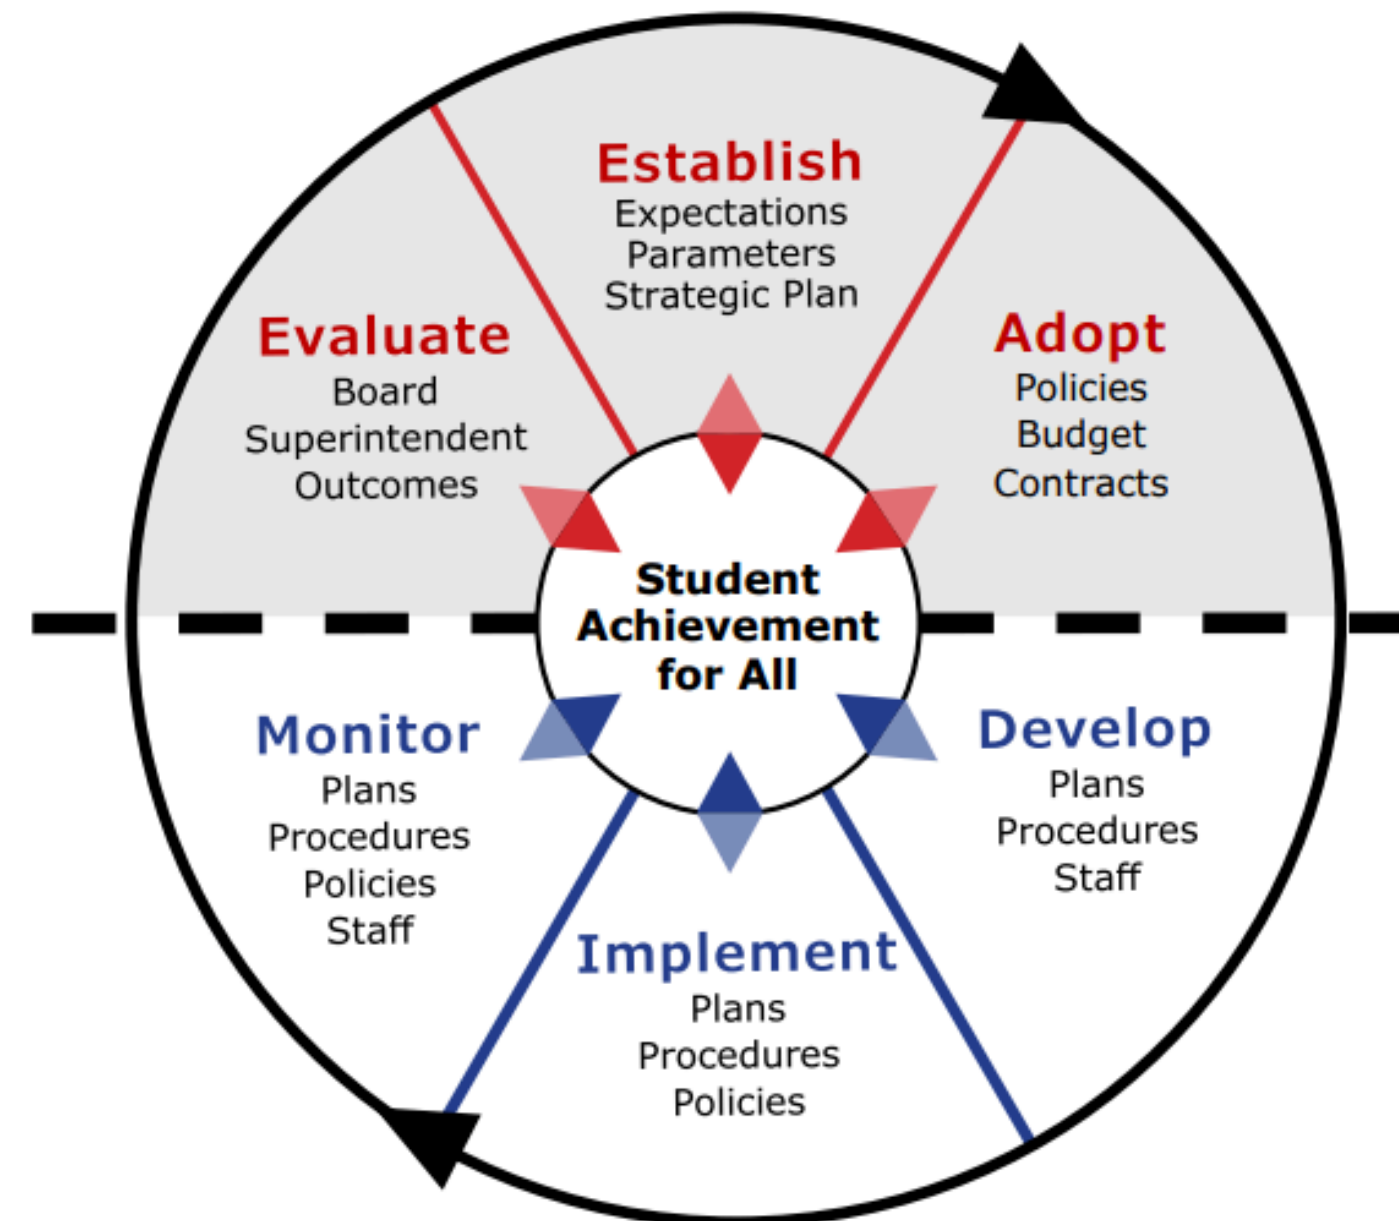 Establish
Expectations
Parameters
Strategic Plan
Adopt
Policies
Budget
Contracts
Develop
Plans
Procedures
Staff
Implement
Plans
Procedures
Policies
Monitor
Plans
Procedures
Policies
Staff
Evaluate
Board
Superintendent
Outcomes
Student
Achievement
for All